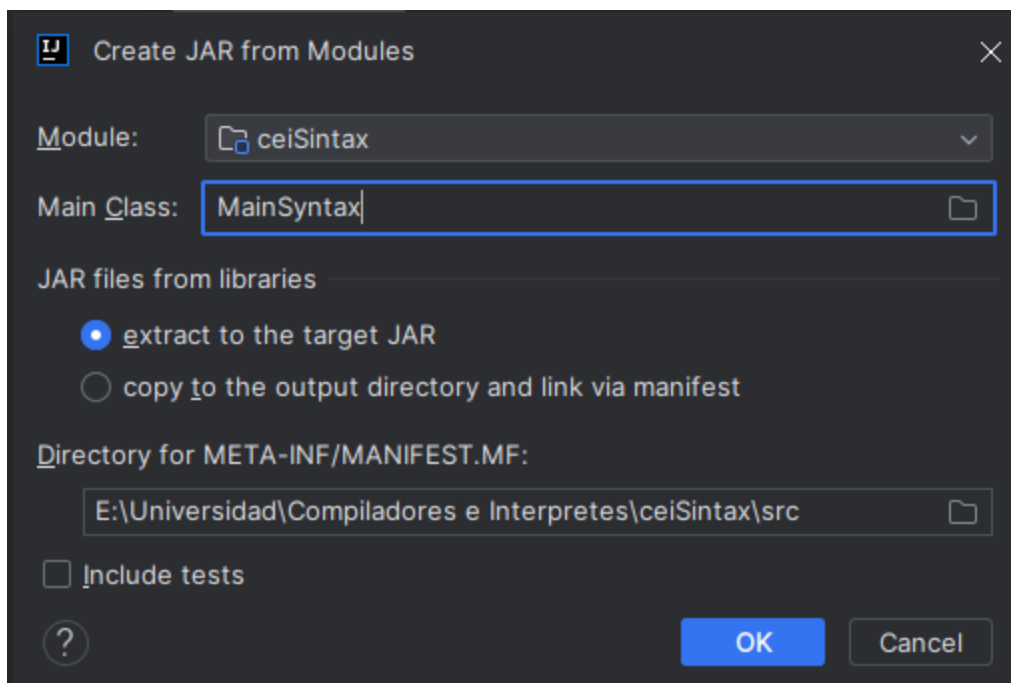 IJ Create JAR from Modules
Module: ceiSintax
Main Class: MainSyntax
JAR files from libraries
extract to the target JAR
copy to the output directory and link via manifest
Directory for META-INF/MANIFEST.MF:
E:\Universidad\Compiladores e Interpretes\ceiSintax\src
Include tests
? OK Cancel